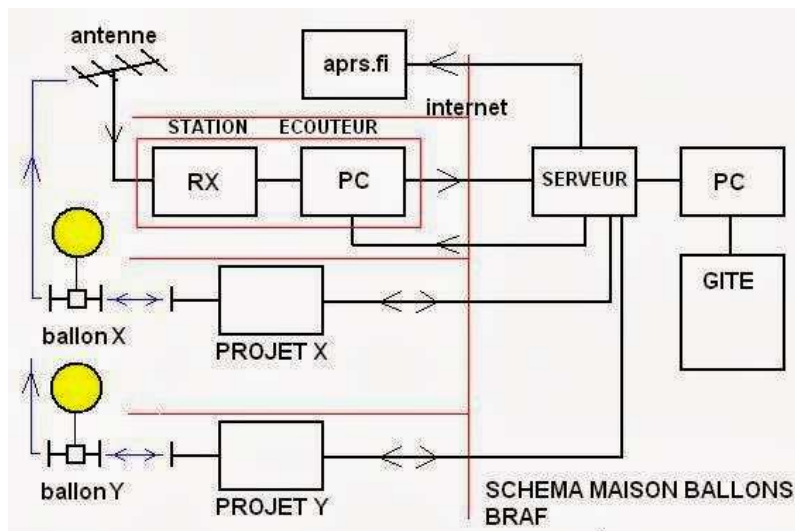 antenne
aprs.fi
internet
STATION ECOUTEUR
RX
PC
SERVEUR
PC
GITE
ballon X
PROJET X
ballon Y
PROJET Y
SCHEMA MAISON BALLONS
BRAF